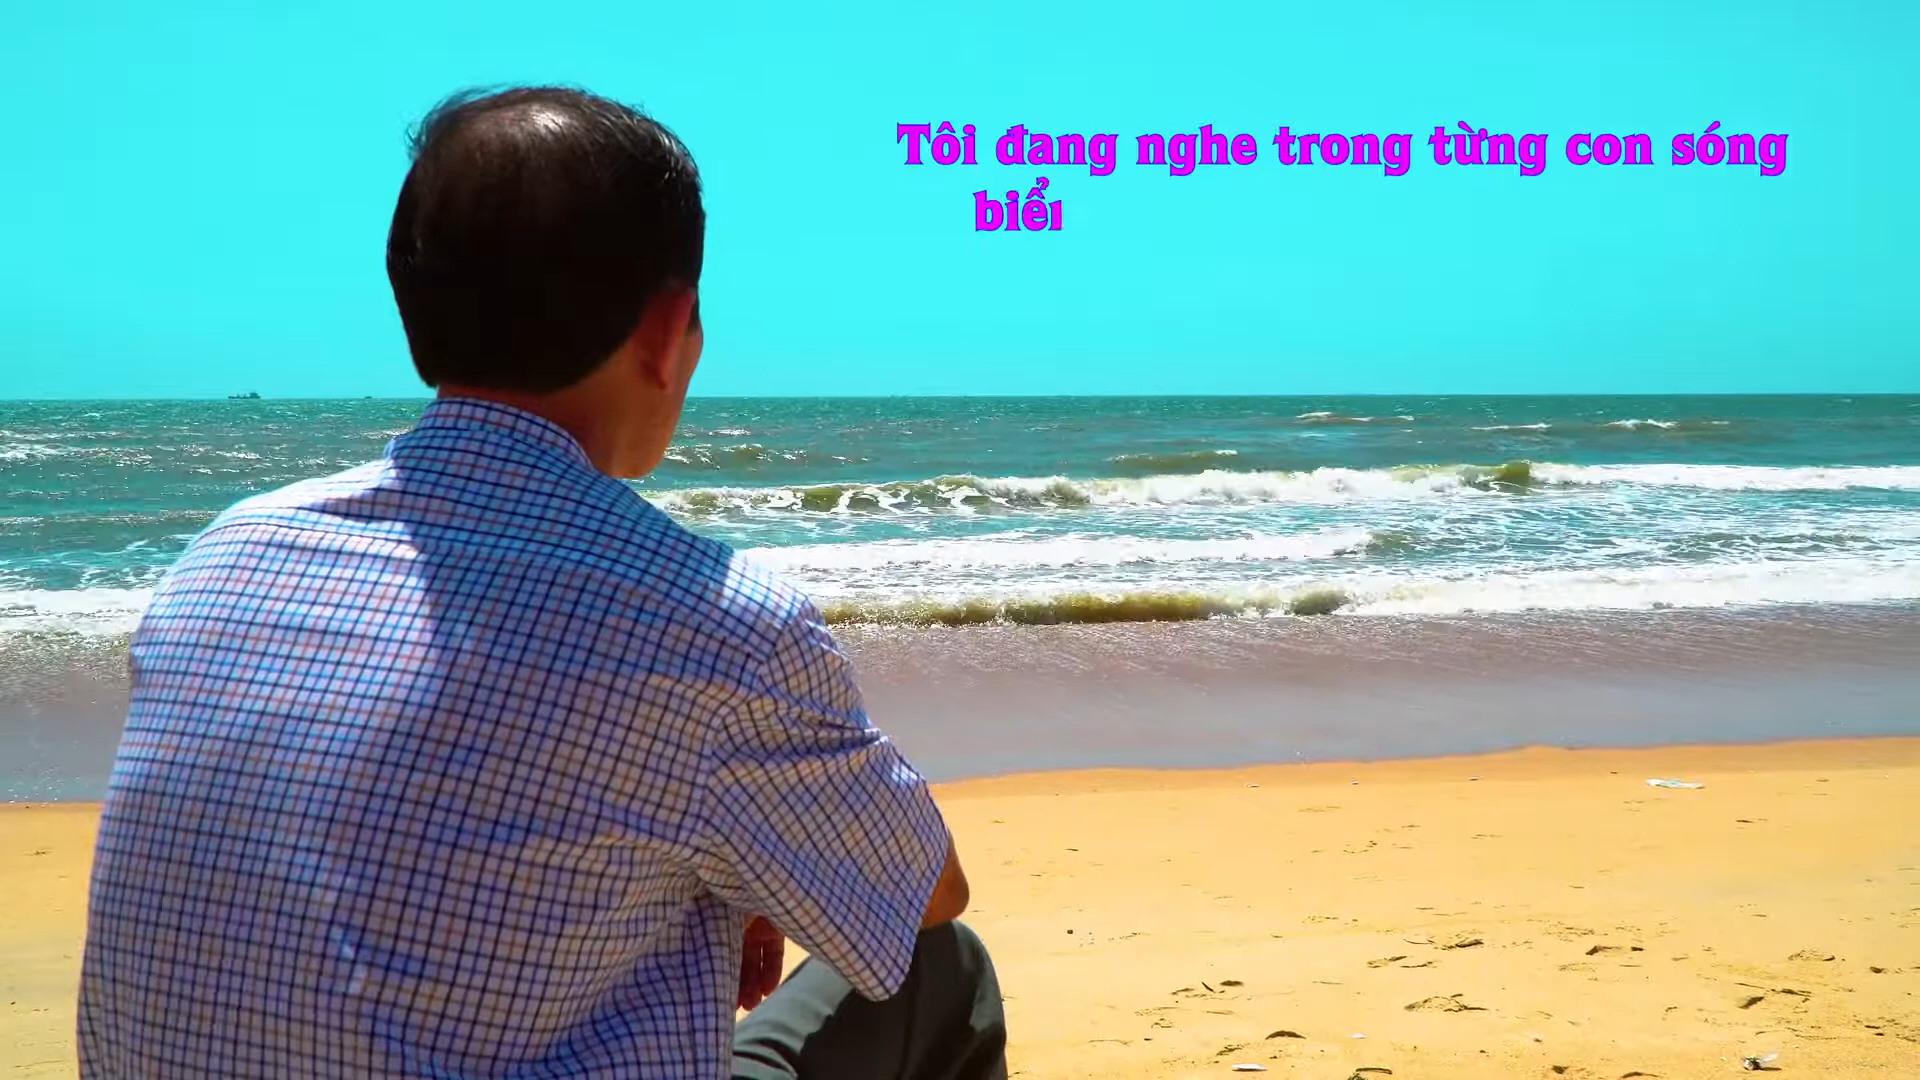 Tôi đang nghe trong từng con sóng
biể